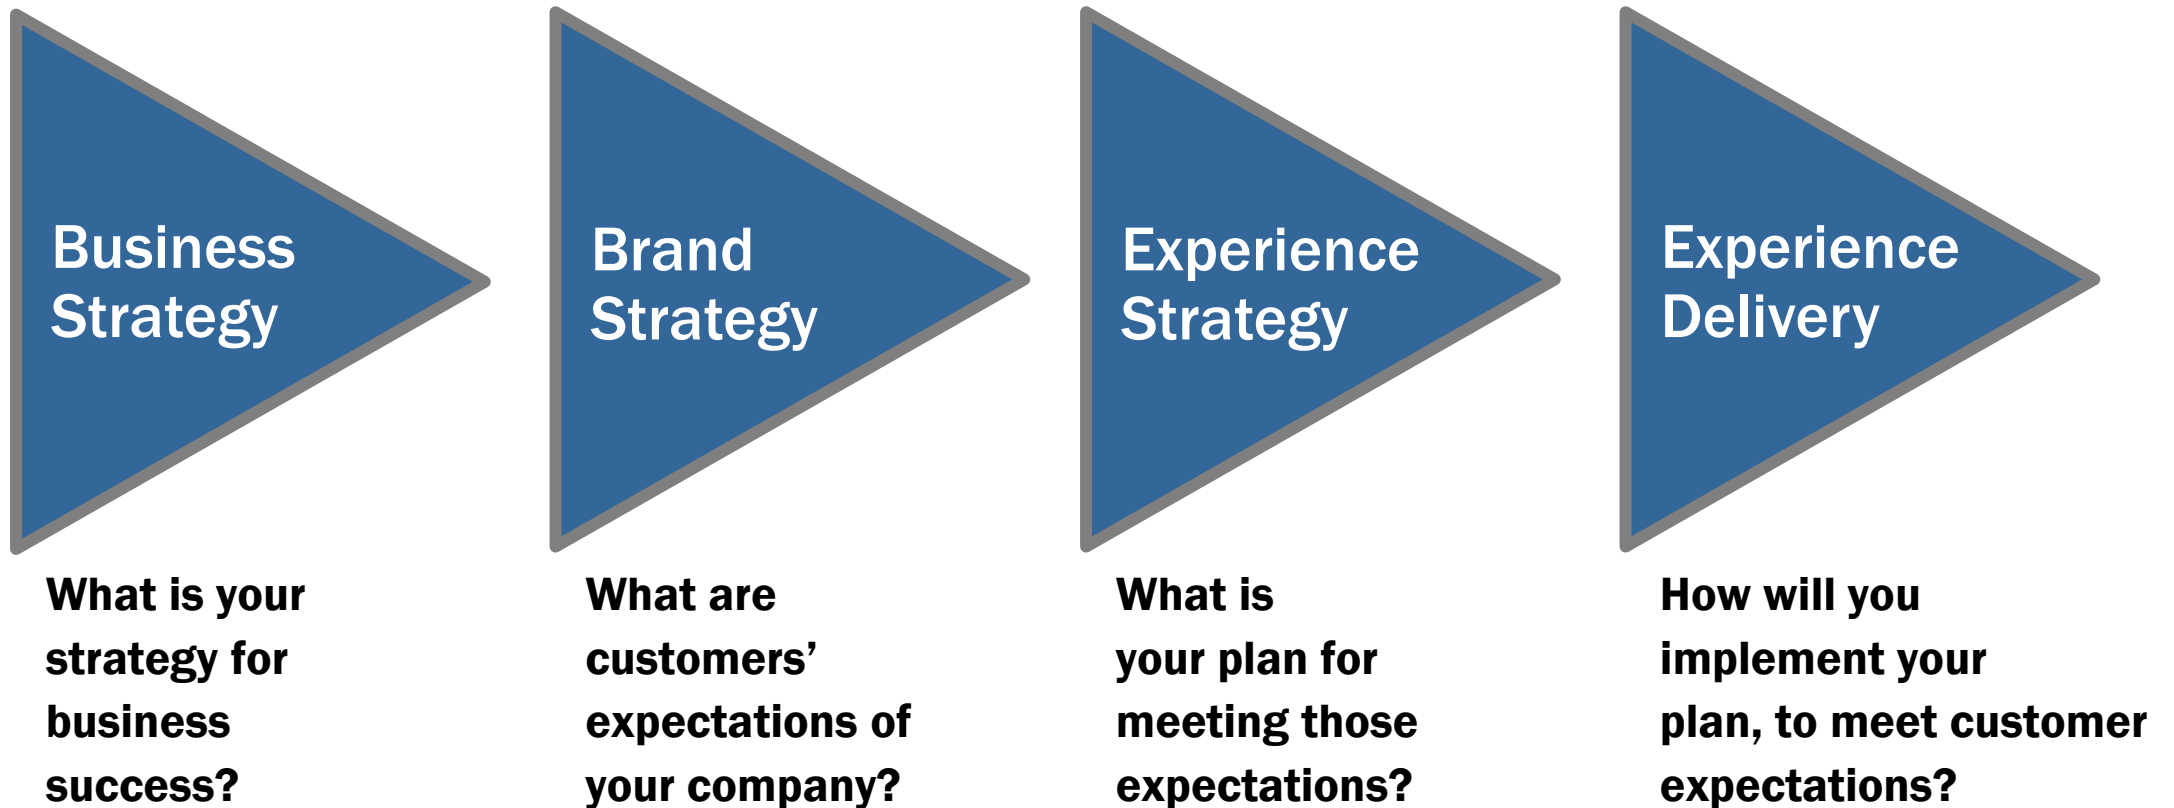 Business
Strategy
What is your
strategy for
business
success?
Brand
Strategy
What are
customers’
expectations of
your company?
Experience
Strategy
What is
your plan for
meeting those
expectations?
Experience
Delivery
How will you
implement your
plan, to meet customer
expectations?